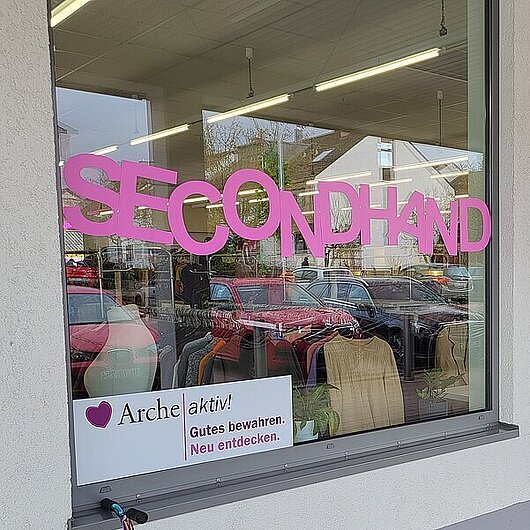 SECONDHAND
Arche aktiv!
Gutes bewahren.
Neu entdecken.